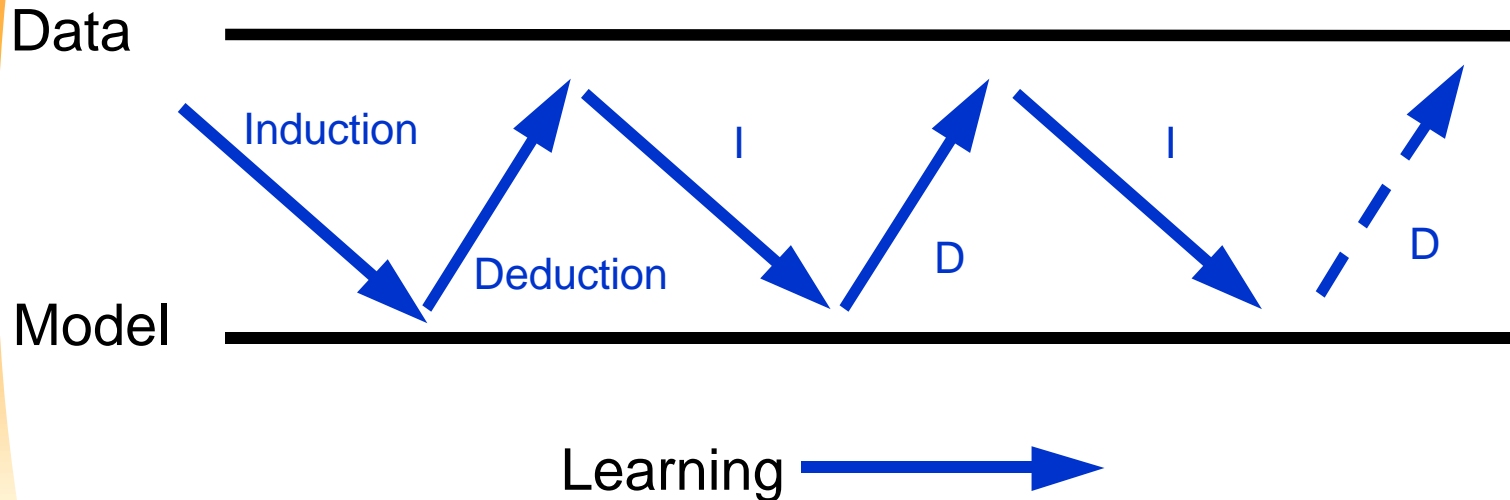 Data
Induction
I
I
Deduction
D
D
Model
Learning